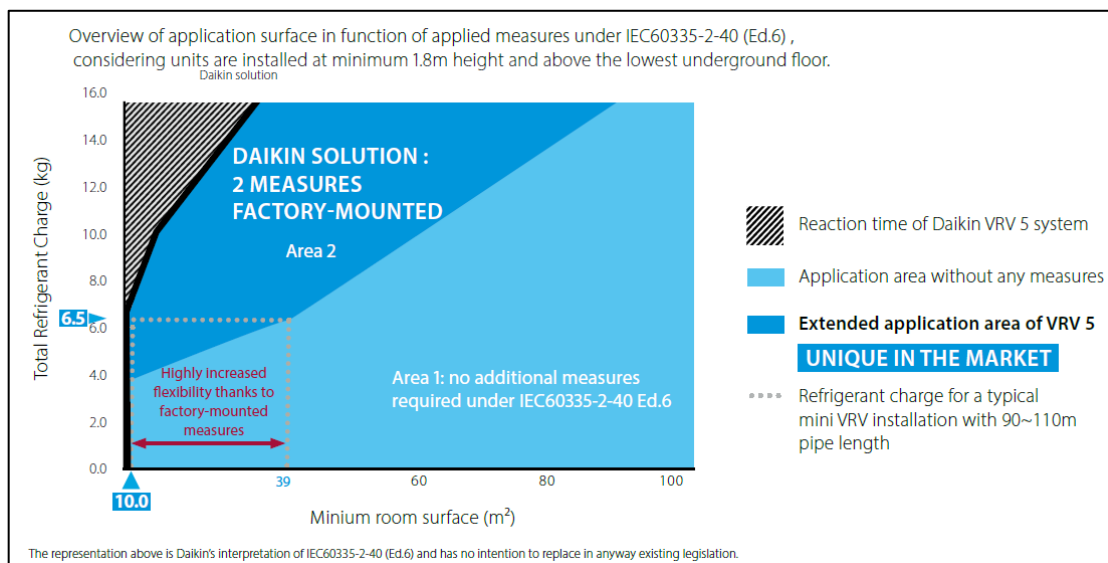 Overview of application surface in function of applied measures under IEC60335-2-40 (Ed.6) ,
considering units are installed at minimum 1.8m height and above the lowest underground floor.
Daikin solution
Total Refrigerant Charge (kg)
16.0
14.0
12.0
10.0
8.0
6.5
6.0
4.0
2.0
0.0
DAIKIN SOLUTION :
2 MEASURES
FACTORY-MOUNTED
Area 2
Highly increased
flexibility thanks to
factory-mounted
measures
Area 1: no additional measures
required under IEC60335-2-40 Ed.6
10.0
39
60
80
100
Minium room surface (m²)
Reaction time of Daikin VRV 5 system
Application area without any measures
Extended application area of VRV 5
UNIQUE IN THE MARKET
Refrigerant charge for a typical
mini VRV installation with 90~110m
pipe length
The representation above is Daikin's interpretation of IEC60335-2-40 (Ed.6) and has no intention to replace in anyway existing legislation.